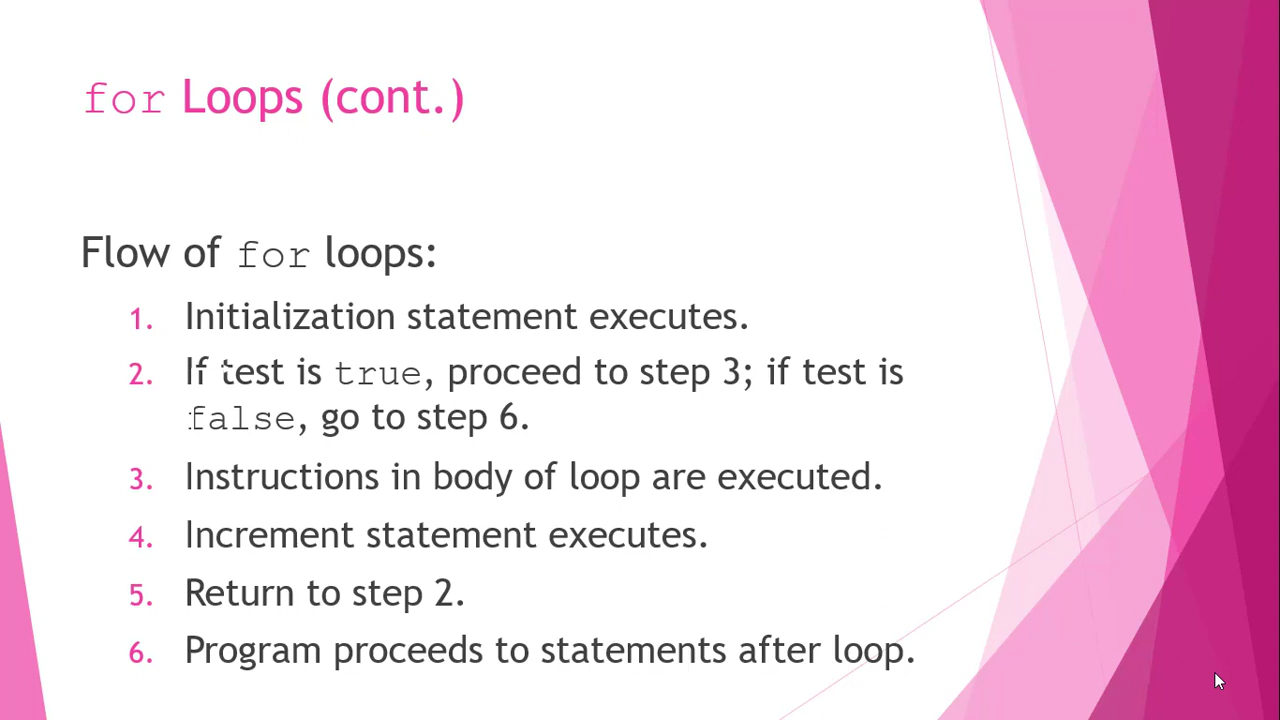 for Loops (cont.)
Flow of for loops:
1. Initialization statement executes.
2. If test is true, proceed to step 3; if test is
false, go to step 6.
3. Instructions in body of loop are executed.
4. Increment statement executes.
5. Return to step 2.
6. Program proceeds to statements after loop.